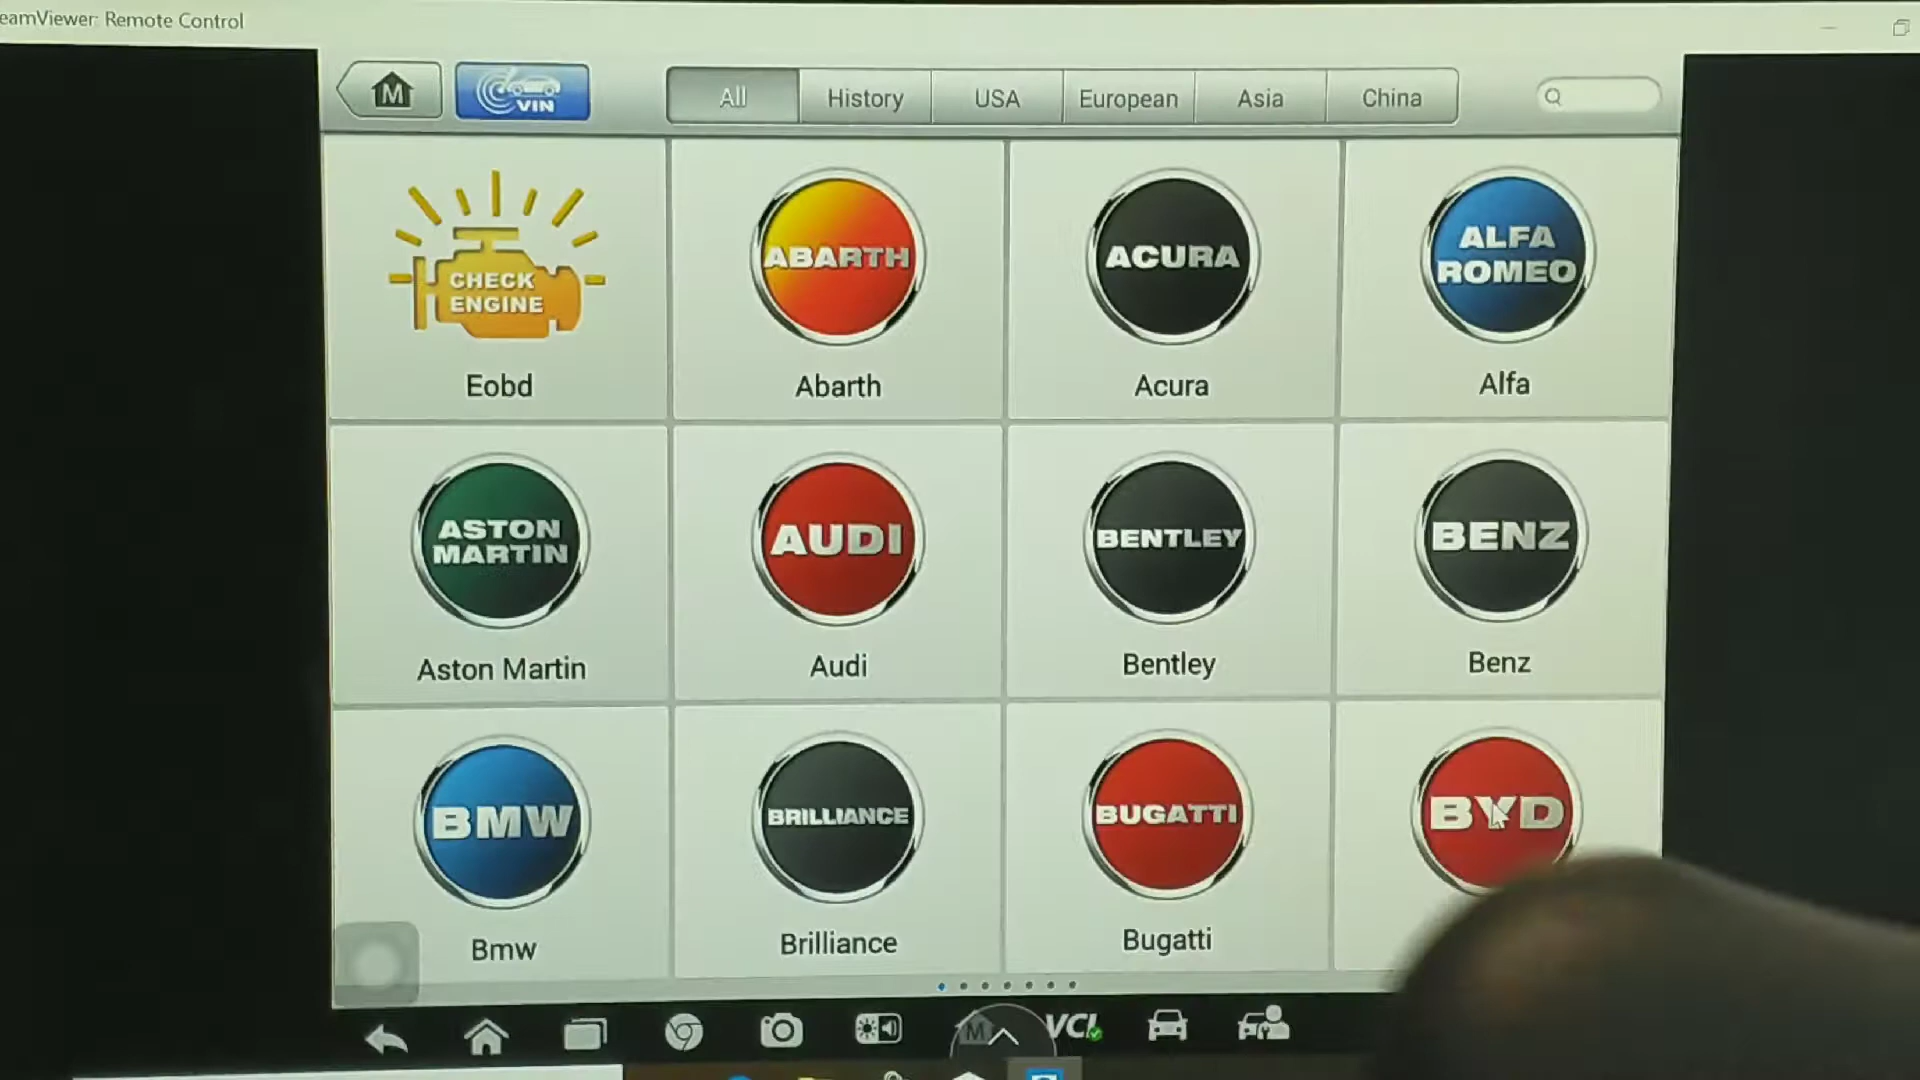 eamViewer: Remote Control
M
VIN
All
History
USA
European
Asia
China
CHECK
ENGINE
Eobd
ABARTH
Abarth
ACURA
Acura
ALFA
ROMEO
Alfa
ASTON
MARTIN
Aston Martin
AUDI
Audi
BENTLEY
Bentley
BENZ
Benz
BMW
Bmw
BRILLIANCE
Brilliance
BUGATTI
Bugatti
BYD
M
VCI